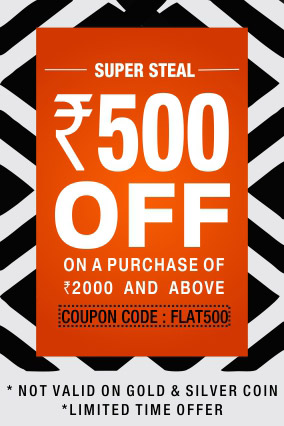 SUPER STEAL
₹500
OFF
ON A PURCHASE OF
₹2000 AND ABOVE
COUPON CODE : FLAT500
* NOT VALID ON GOLD & SILVER COIN
*LIMITED TIME OFFER